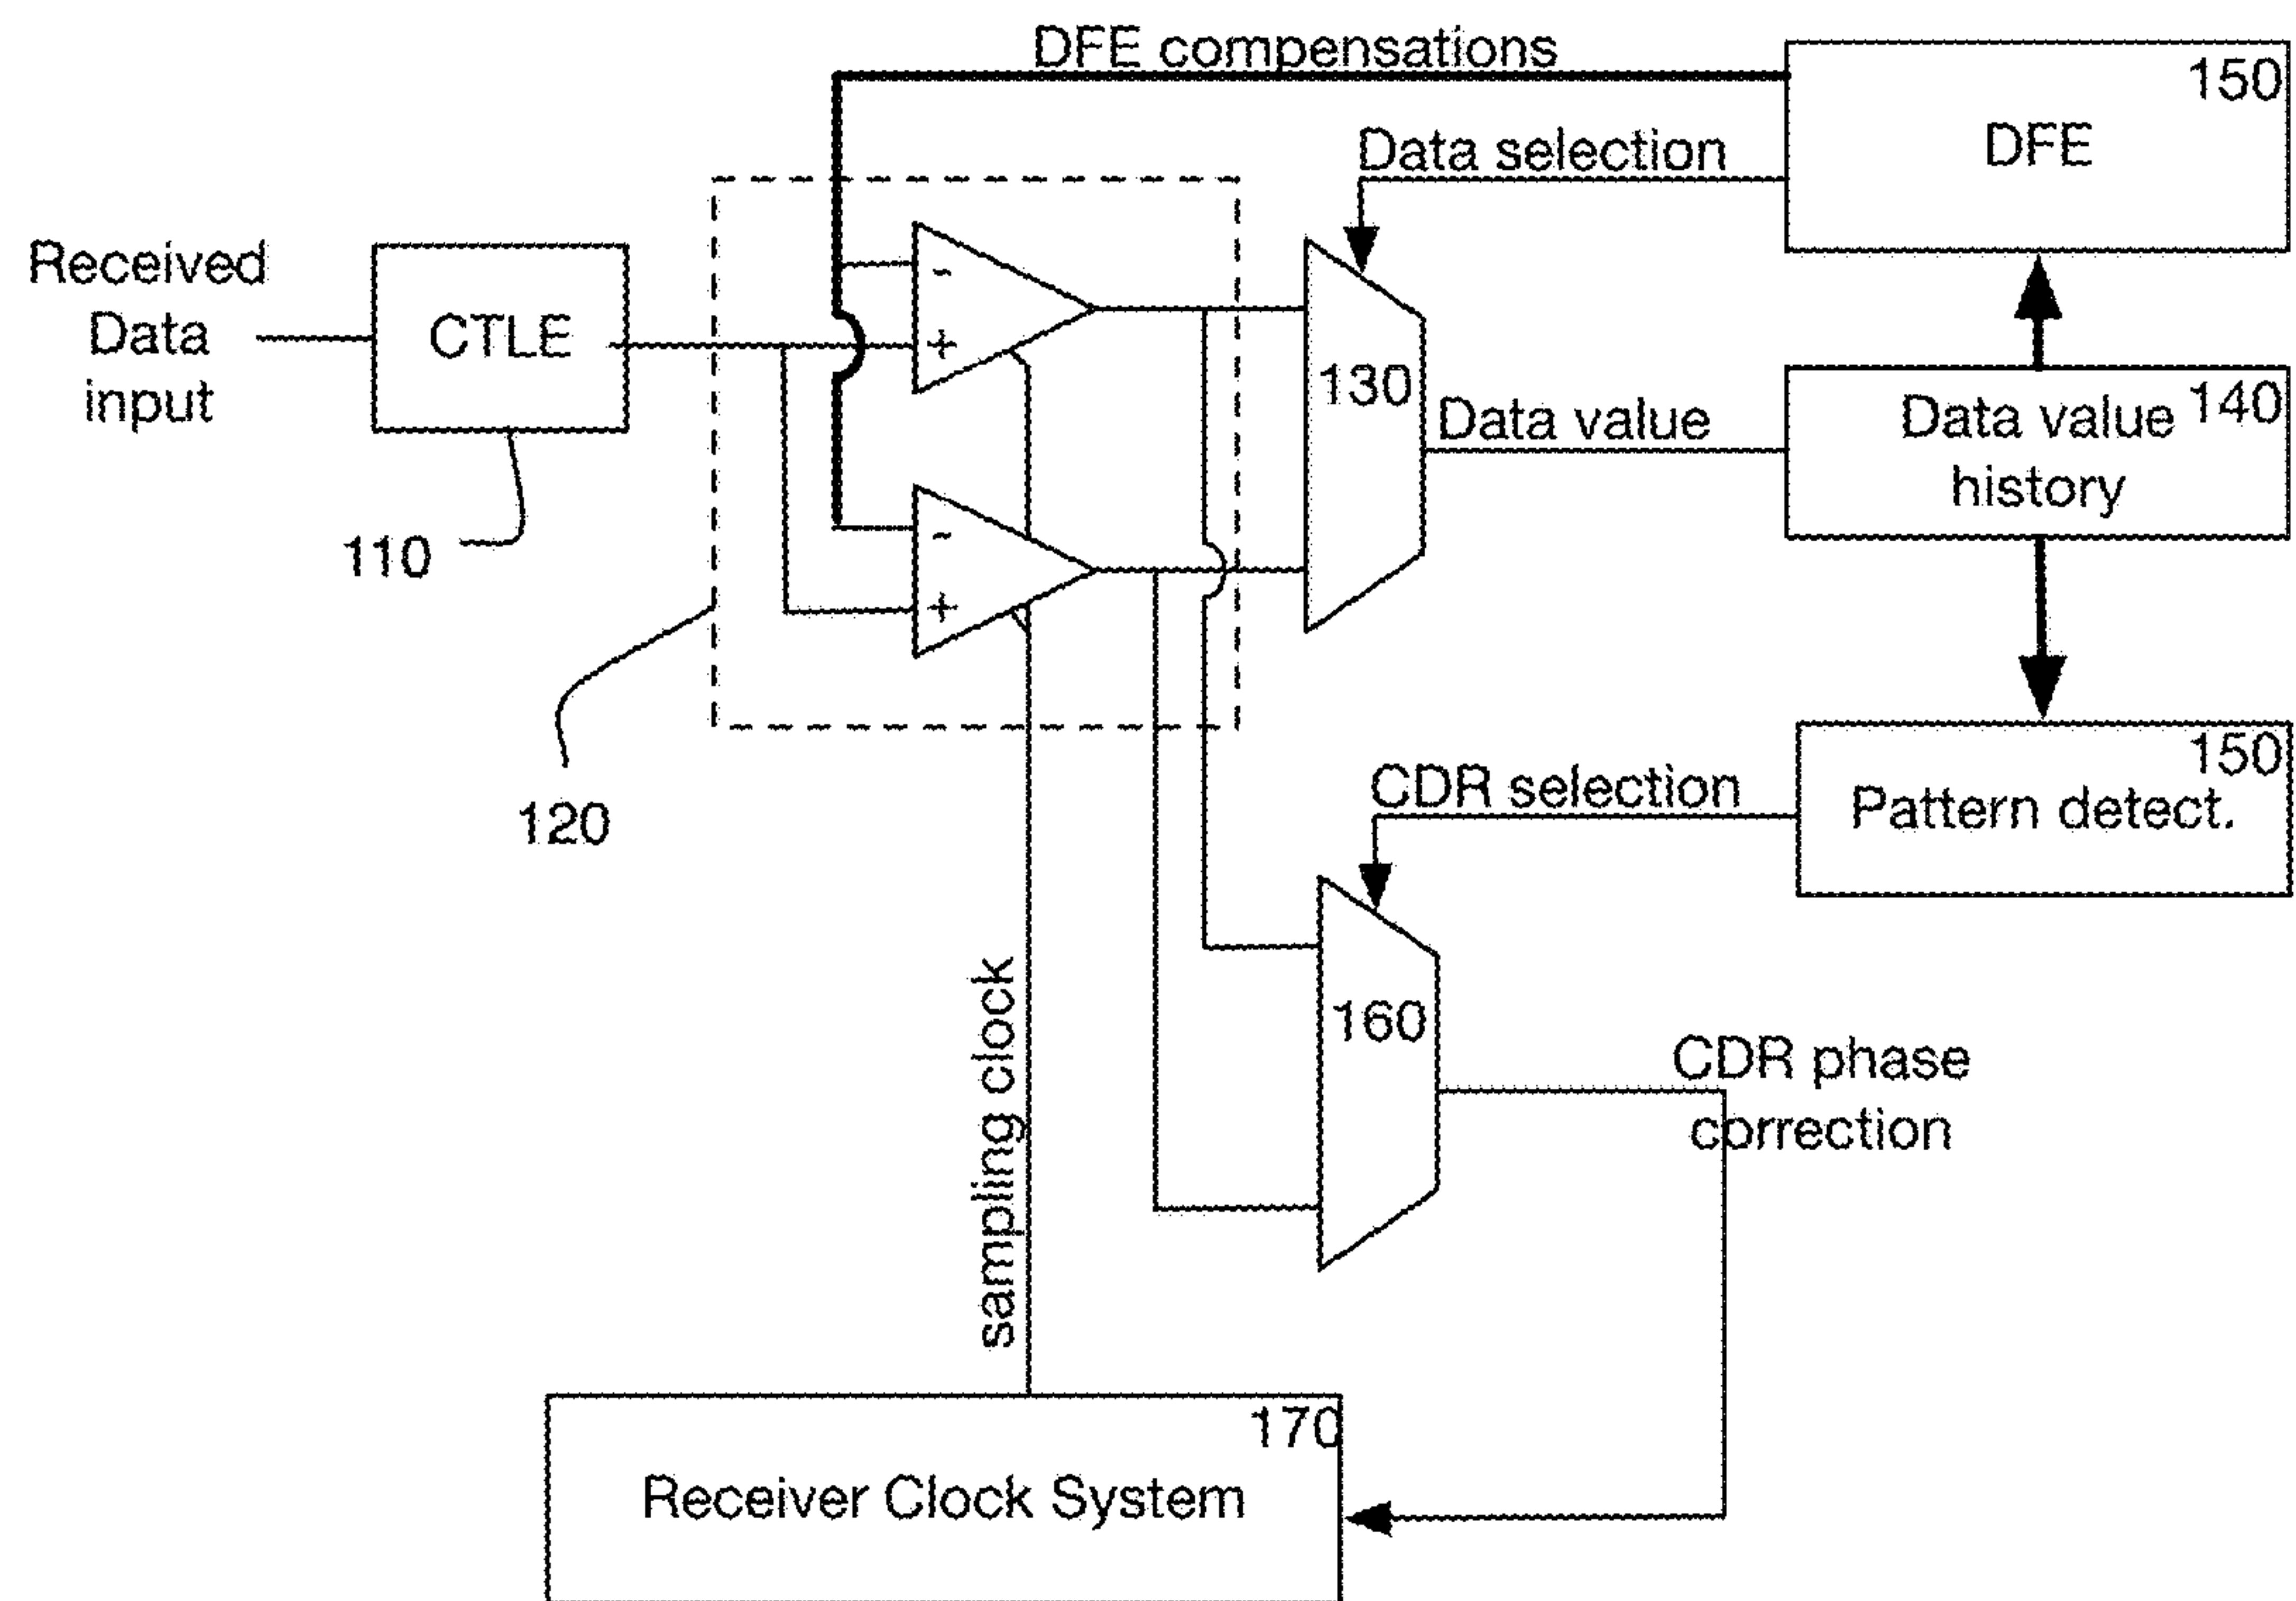 DFE compensations
150
DFE
Data selection
Received
Data
input
CTLE
-
+
130
Data value
140
Data value
history
110
-
+
120
150
CDR selection
Pattern detect.
sampling clock
160
CDR phase
correction
170
Receiver Clock System